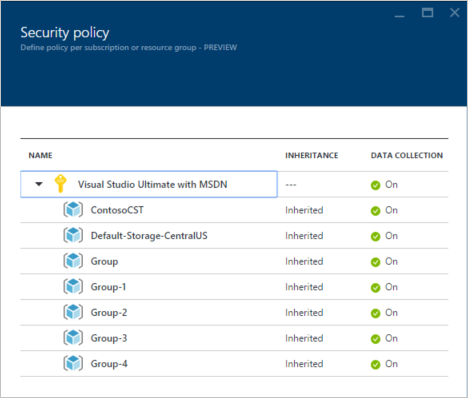 Security policy
Define policy per subscription or resource group - PREVIEW
NAME INHERITANCE DATA COLLECTION
Visual Studio Ultimate with MSDN --- On
ContosoCST Inherited On
Default-Storage-CentralUS Inherited On
Group Inherited On
Group-1 Inherited On
Group-2 Inherited On
Group-3 Inherited On
Group-4 Inherited On